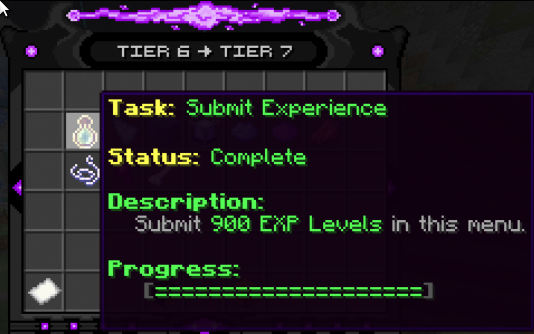 TIER 6 → TIER 7
Task: Submit Experience
Status: Complete
Description:
Submit 900 EXP Levels in this menu.
Progress:
[====================]